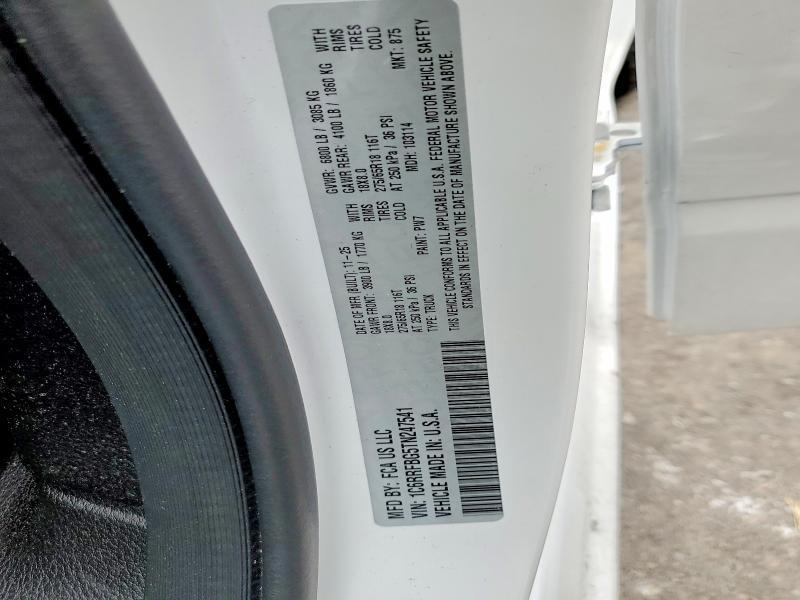 MFD BY: FCA US LLC
DATE OF MFR (BUILT): 11-25
GVWR: 6800 LB / 3085 KG
GAWR FRONT: 3900 LB / 1770 KG WITH
18X8.0 RIMS
275/65R18 116T TIRES
AT 250 kPa / 36 PSI COLD
GAWR REAR: 4100 LB / 1860 KG WITH
18X8.0 RIMS
275/65R18 116T TIRES
AT 250 kPa / 36 PSI COLD
VIN: 1C6RRFBG5TN247541
TYPE: TRUCK
PAINT: PW7
MDH: 103114
MKT: 875
VEHICLE MADE IN: U.S.A.
THIS VEHICLE CONFORMS TO ALL APPLICABLE U.S.A. FEDERAL MOTOR VEHICLE SAFETY
STANDARDS IN EFFECT ON THE DATE OF MANUFACTURE SHOWN ABOVE.